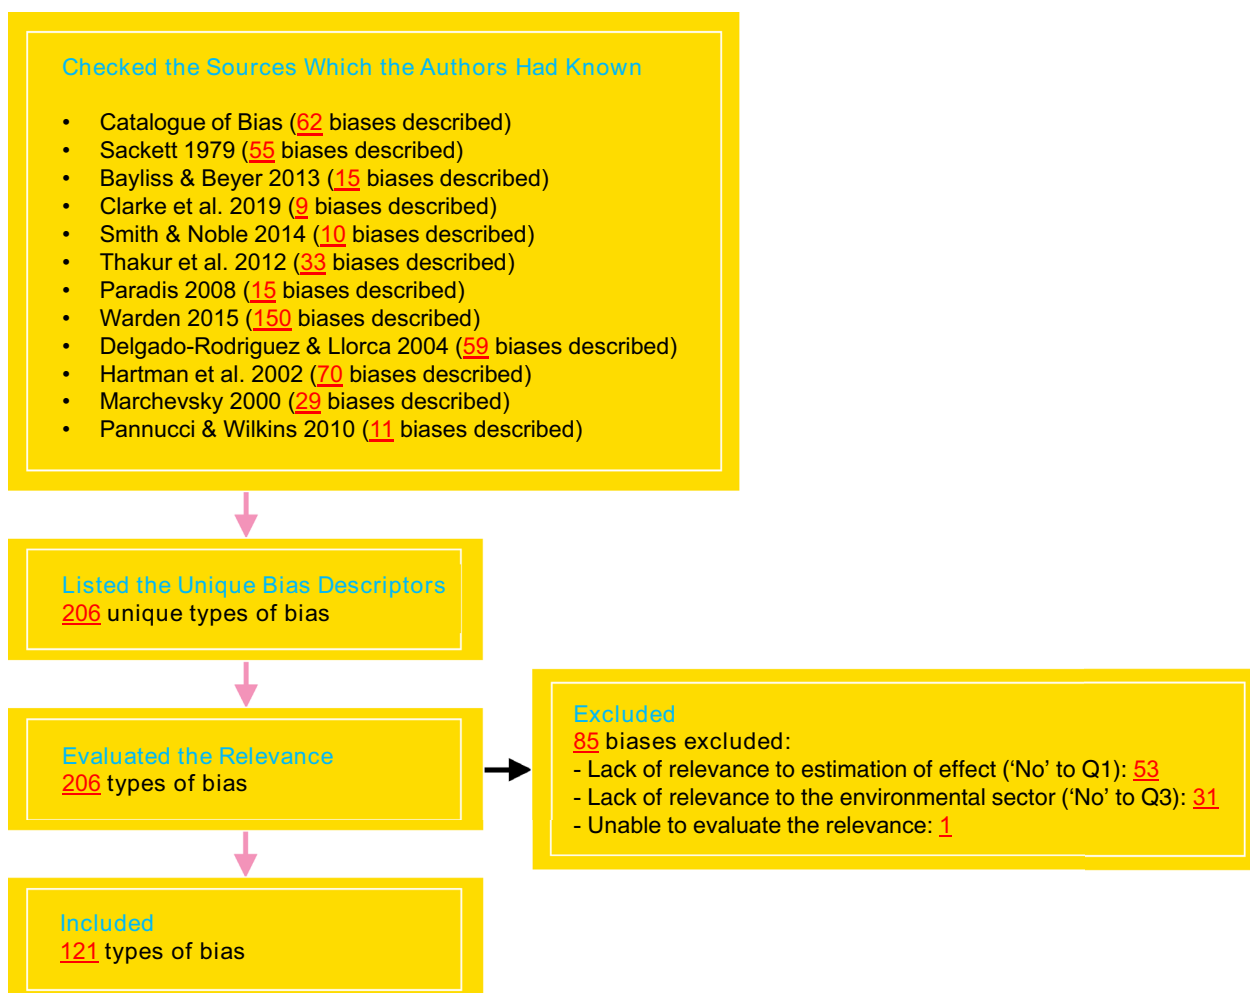 Checked the Sources Which the Authors Had Known
• Catalogue of Bias (62 biases described)
• Sackett 1979 (55 biases described)
• Bayliss & Beyer 2013 (15 biases described)
• Clarke et al. 2019 (9 biases described)
• Smith & Noble 2014 (10 biases described)
• Thakur et al. 2012 (33 biases described)
• Paradis 2008 (15 biases described)
• Warden 2015 (150 biases described)
• Delgado-Rodriguez & Llorca 2004 (59 biases described)
• Hartman et al. 2002 (70 biases described)
• Marchevsky 2000 (29 biases described)
• Pannucci & Wilkins 2010 (11 biases described)
Listed the Unique Bias Descriptors
206 unique types of bias
Evaluated the Relevance
206 types of bias
Excluded
85 biases excluded:
- Lack of relevance to estimation of effect (‘No’ to Q1): 53
- Lack of relevance to the environmental sector (‘No’ to Q3): 31
- Unable to evaluate the relevance: 1
Included
121 types of bias